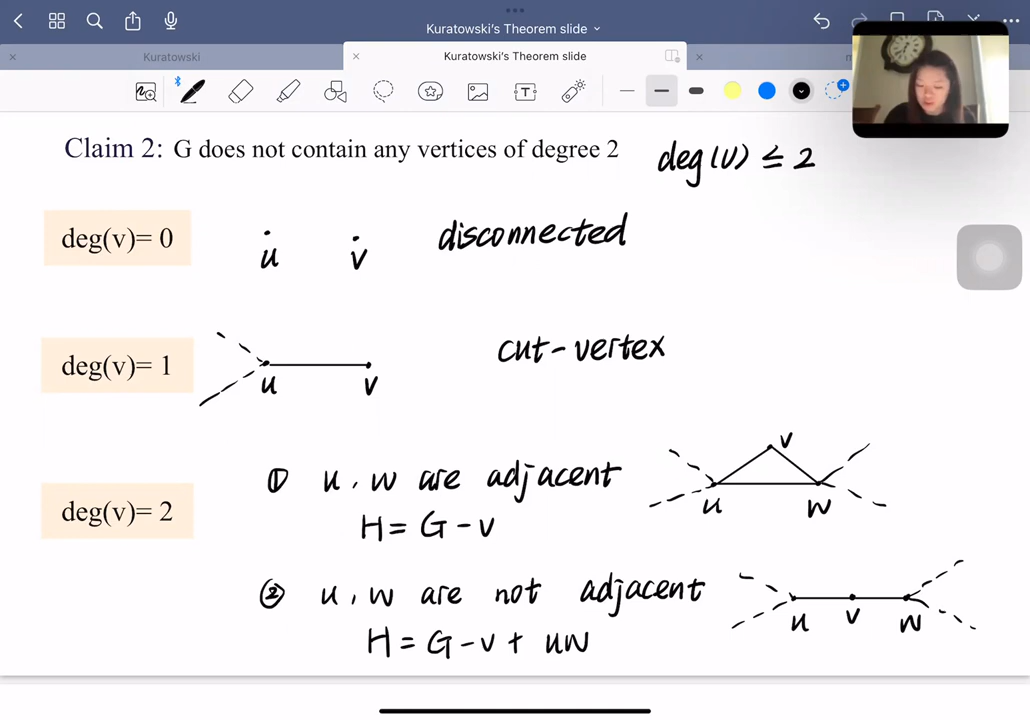 Kuratowski's Theorem slide
Kuratowski
Kuratowski's Theorem slide
Claim 2: G does not contain any vertices of degree 2
deg(v) ≤ 2
deg(v)= 0
u
v
disconnected
deg(v)= 1
u
v
cut-vertex
deg(v)= 2
① u, w are adjacent
H = G - v
v
u
w
② u, w are not adjacent
H = G - v + uw
u
v
w